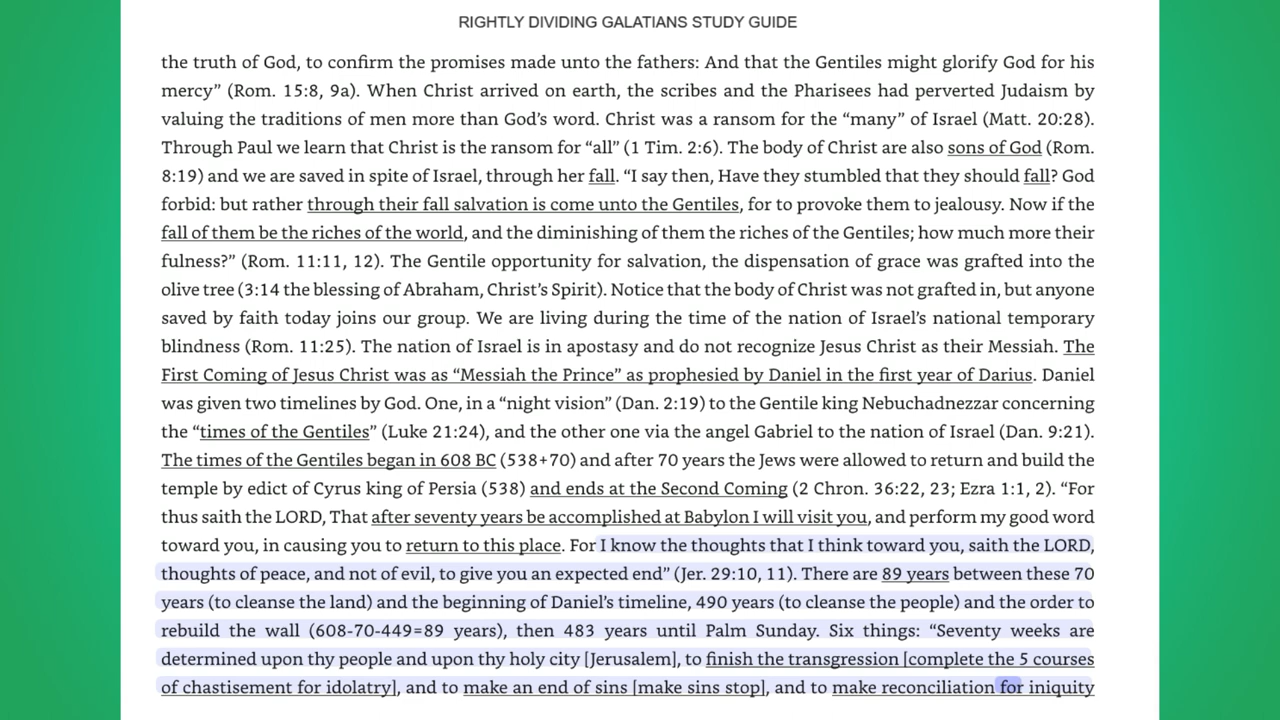 RIGHTLY DIVIDING GALATIANS STUDY GUIDE
the truth of God, to confirm the promises made unto the fathers: And that the Gentiles might glorify God for his
mercy” (Rom. 15:8, 9a). When Christ arrived on earth, the scribes and the Pharisees had perverted Judaism by
valuing the traditions of men more than God’s word. Christ was a ransom for the “many” of Israel (Matt. 20:28).
Through Paul we learn that Christ is the ransom for “all” (1 Tim. 2:6). The body of Christ are also sons of God (Rom.
8:19) and we are saved in spite of Israel, through her fall. “I say then, Have they stumbled that they should fall? God
forbid: but rather through their fall salvation is come unto the Gentiles, for to provoke them to jealousy. Now if the
fall of them be the riches of the world, and the diminishing of them the riches of the Gentiles; how much more their
fulness?” (Rom. 11:11, 12). The Gentile opportunity for salvation, the dispensation of grace was grafted into the
olive tree (3:14 the blessing of Abraham, Christ’s Spirit). Notice that the body of Christ was not grafted in, but anyone
saved by faith today joins our group. We are living during the time of the nation of Israel’s national temporary
blindness (Rom. 11:25). The nation of Israel is in apostasy and do not recognize Jesus Christ as their Messiah. The
First Coming of Jesus Christ was as “Messiah the Prince” as prophesied by Daniel in the first year of Darius. Daniel
was given two timelines by God. One, in a “night vision” (Dan. 2:19) to the Gentile king Nebuchadnezzar concerning
the “times of the Gentiles” (Luke 21:24), and the other one via the angel Gabriel to the nation of Israel (Dan. 9:21).
The times of the Gentiles began in 608 BC (538+70) and after 70 years the Jews were allowed to return and build the
temple by edict of Cyrus king of Persia (538) and ends at the Second Coming (2 Chron. 36:22, 23; Ezra 1:1, 2). “For
thus saith the LORD, That after seventy years be accomplished at Babylon I will visit you, and perform my good word
toward you, in causing you to return to this place. For I know the thoughts that I think toward you, saith the LORD,
thoughts of peace, and not of evil, to give you an expected end” (Jer. 29:10, 11). There are 89 years between these 70
years (to cleanse the land) and the beginning of Daniel’s timeline, 490 years (to cleanse the people) and the order to
rebuild the wall (608-70-449=89 years), then 483 years until Palm Sunday. Six things: “Seventy weeks are
determined upon thy people and upon thy holy city [Jerusalem], to finish the transgression [complete the 5 courses
of chastisement for idolatry], and to make an end of sins [make sins stop], and to make reconciliation for iniquity